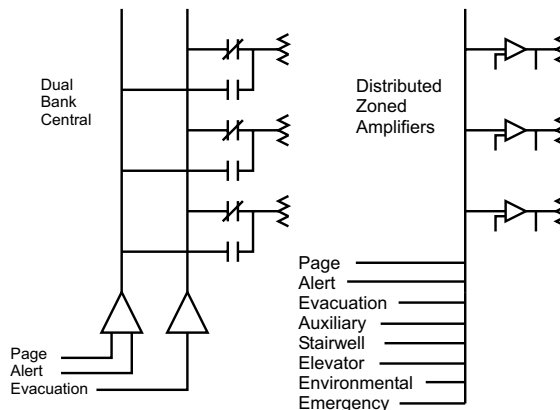 Dual
Bank
Central
Page
Alert
Evacuation
Distributed
Zoned
Amplifiers
Page
Alert
Evacuation
Auxiliary
Stairwell
Elevator
Environmental
Emergency